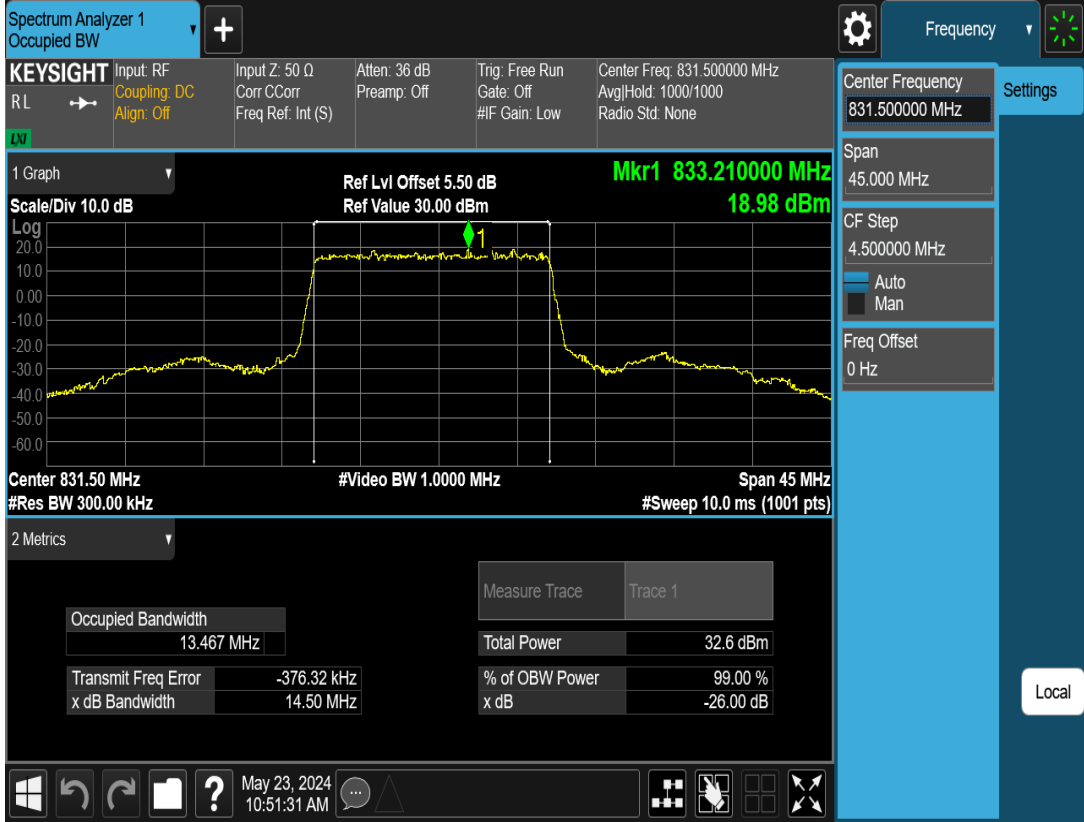 Spectrum Analyzer 1
Occupied BW
▼
+
Frequency
▼
KEYSIGHT
RL
LXI
Input: RF
Coupling: DC
Align: Off
Input Z: 50 Ω
Corr CCorr
Freq Ref: Int (S)
Atten: 36 dB
Preamp: Off
Trig: Free Run
Gate: Off
#IF Gain: Low
Center Freq: 831.500000 MHz
Avg|Hold: 1000/1000
Radio Std: None
Center Frequency
831.500000 MHz
Settings
Span
45.000 MHz
CF Step
4.500000 MHz
Auto
Man
Freq Offset
0 Hz
Local
1 Graph
▼
Scale/Div 10.0 dB
Ref Lvl Offset 5.50 dB
Ref Value 30.00 dBm
Mkr1 833.210000 MHz
18.98 dBm
Log
1
20.0
10.0
0.00
-10.0
-20.0
-30.0
-40.0
-50.0
-60.0
Center 831.50 MHz
#Video BW 1.0000 MHz
Span 45 MHz
#Res BW 300.00 kHz
#Sweep 10.0 ms (1001 pts)
2 Metrics
▼
Measure Trace
Trace 1
Occupied Bandwidth
13.467 MHz
Total Power
32.6 dBm
Transmit Freq Error
-376.32 kHz
% of OBW Power
99.00 %
x dB Bandwidth
14.50 MHz
x dB
-26.00 dB
?
May 23, 2024
10:51:31 AM